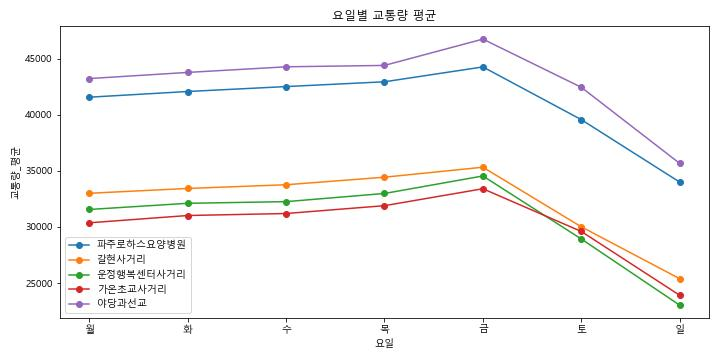 요일별 교통량 평균
교통량_평균
45000
40000
35000
30000
25000
파주로하스요양병원
갈현사거리
운정행복센터사거리
가온초교사거리
야당과선교
월 화 수 목 금 토 일
요일